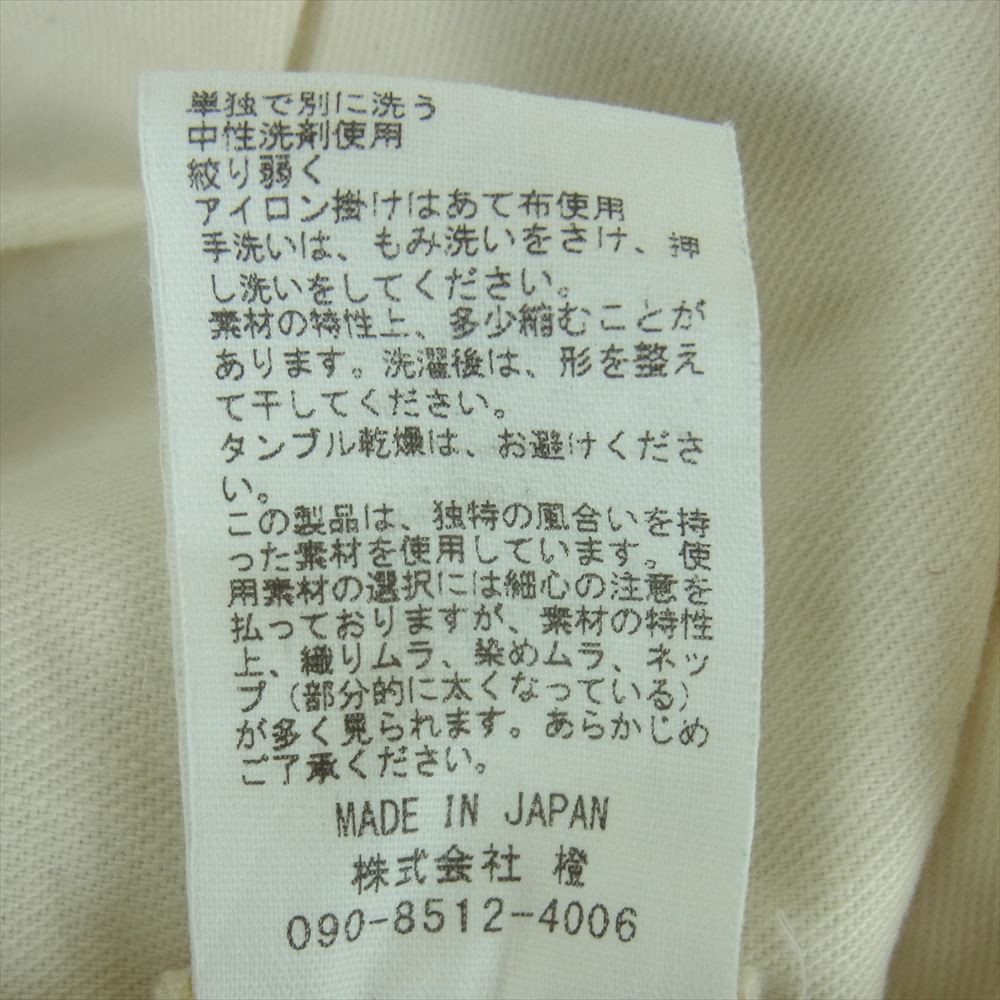 単独で別に洗う
中性洗剤使用
絞り弱く
アイロン掛けはあて布使用
手洗いは、もみ洗いをさけ、押
し洗いをしてください。
素材の特性上、多少縮むことが
あります。洗濯後は、形を整え
て干してください。
タンブル乾燥は、お避けくださ
い。
この製品は、独特の風合いを持
った素材を使用しています。使
用素材の選択には細心の注意を
払っておりますが、素材の特性
上、織りムラ、染めムラ、ネッ
プ（部分的に太くなっている）
が多く見られます。あらかじめ
ご了承ください。
MADE IN JAPAN
株式会社 橙
090-8512-4006